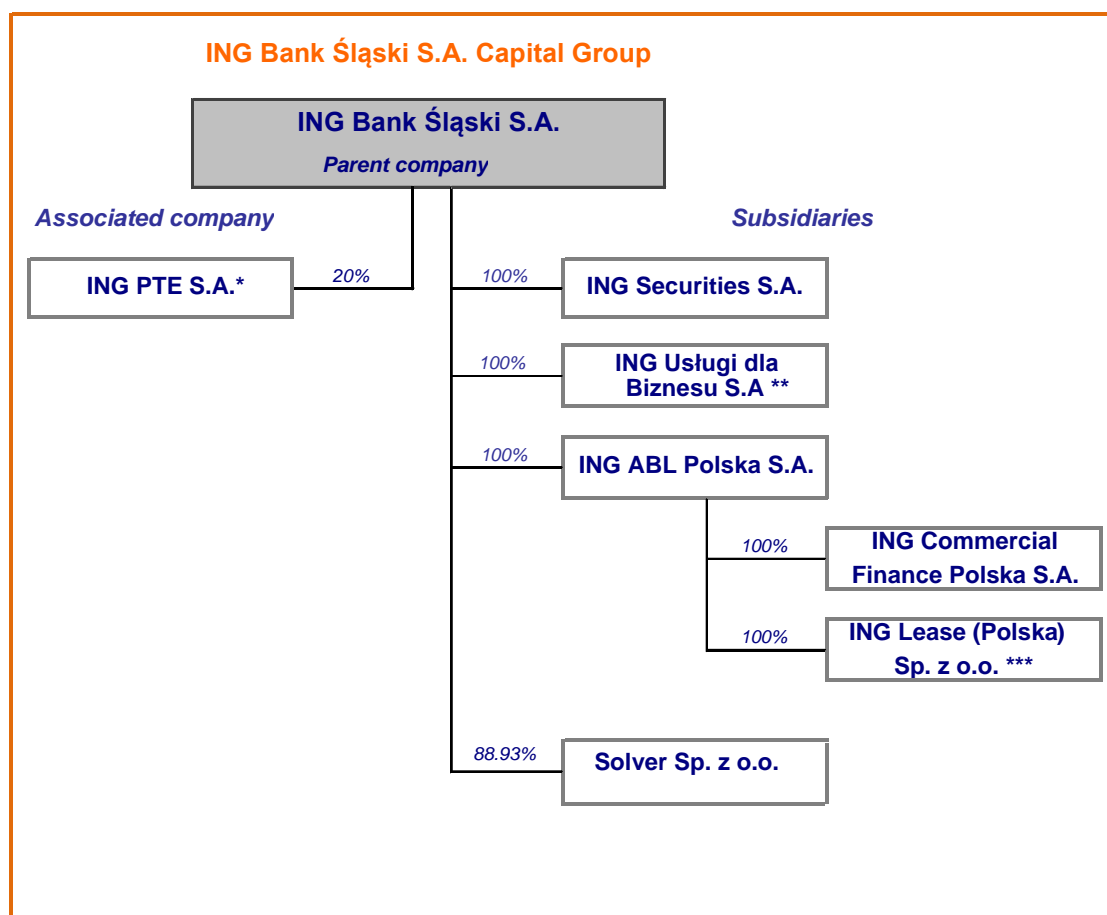 ING Bank Śląski S.A. Capital Group
ING Bank Śląski S.A.
Parent company
Associated company
Subsidiaries
ING PTE S.A.*
20%
100%
ING Securities S.A.
100%
ING Usługi dla
Biznesu S.A **
100%
ING ABL Polska S.A.
100%
ING Commercial
Finance Polska S.A.
100%
ING Lease (Polska)
Sp. z o.o. ***
88.93%
Solver Sp. z o.o.